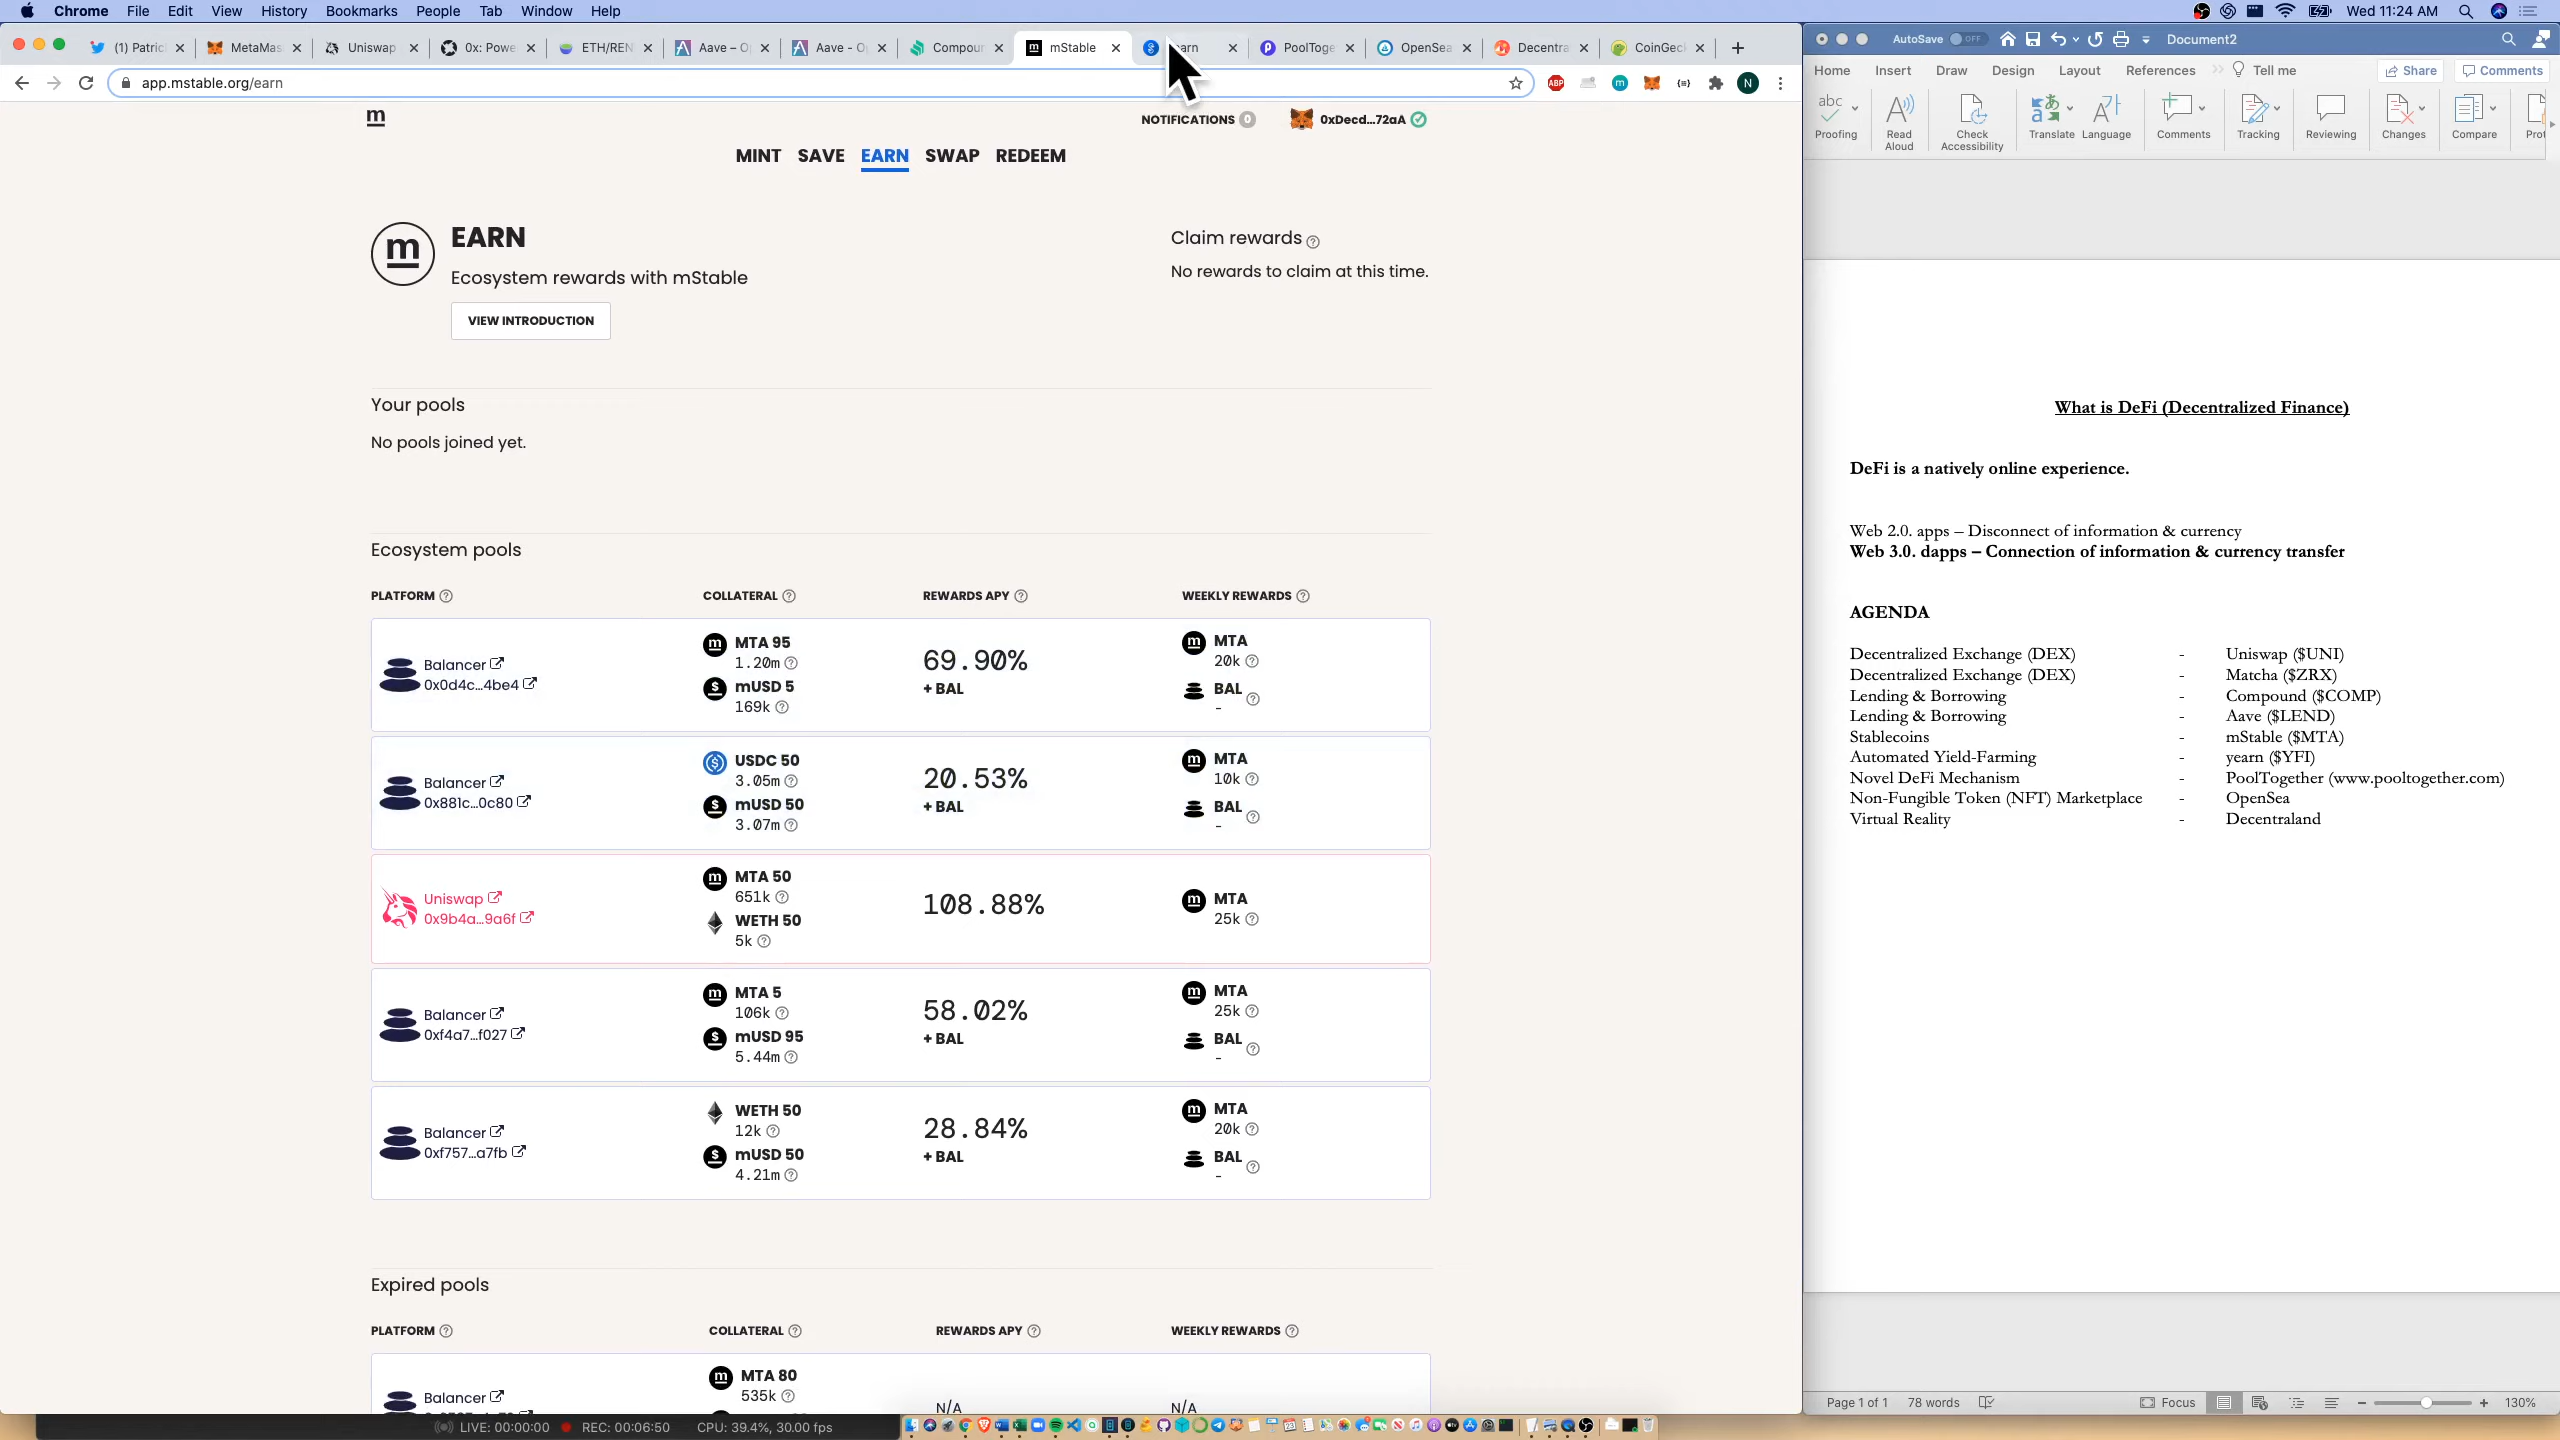 Chrome File Edit View History Bookmarks People Tab Window Help
Wed 11:24 AM
(1) Patric
MetaMas
Uniswap
0x: Powe
ETH/REN
Aave – O
Aave - O
Compour
mStable
earn
PoolToge
OpenSea
Decentra
CoinGec
app.mstable.org/earn
N
m
NOTIFICATIONS 0
0xDecd...72aA
MINT SAVE EARN SWAP REDEEM
EARN
Ecosystem rewards with mStable
VIEW INTRODUCTION
Claim rewards
No rewards to claim at this time.
Your pools
No pools joined yet.
Ecosystem pools
PLATFORM COLLATERAL REWARDS APY WEEKLY REWARDS
Balancer
0x0d4c...4be4
MTA 95
1.20m
mUSD 5
169k
69.90%
+ BAL
MTA
20k
BAL
-
Balancer
0x881c...0c80
USDC 50
3.05m
mUSD 50
3.07m
20.53%
+ BAL
MTA
10k
BAL
-
Uniswap
0x9b4a...9a6f
MTA 50
651k
WETH 50
5k
108.88%
MTA
25k
Balancer
0xf4a7...f027
MTA 5
106k
mUSD 95
5.44m
58.02%
+ BAL
MTA
25k
BAL
-
Balancer
0xf757...a7fb
WETH 50
12k
mUSD 50
4.21m
28.84%
+ BAL
MTA
20k
BAL
-
Expired pools
PLATFORM COLLATERAL REWARDS APY WEEKLY REWARDS
Balancer
MTA 80
535k
N/A
N/A
LIVE: 00:00:00 REC: 00:06:50 CPU: 39.4%, 30.00 fps
AutoSave OFF
Document2
Home Insert Draw Design Layout References Tell me
Share Comments
Proofing
Read Aloud
Check Accessibility
Translate
Language
Comments
Tracking
Reviewing
Changes
Compare
Prot
What is DeFi (Decentralized Finance)
DeFi is a natively online experience.
Web 2.0. apps – Disconnect of information & currency
Web 3.0. dapps – Connection of information & currency transfer
AGENDA
Decentralized Exchange (DEX) - Uniswap ($UNI)
Decentralized Exchange (DEX) - Matcha ($ZRX)
Lending & Borrowing - Compound ($COMP)
Lending & Borrowing - Aave ($LEND)
Stablecoins - mStable ($MTA)
Automated Yield-Farming - yearn ($YFI)
Novel DeFi Mechanism - PoolTogether (www.pooltogether.com)
Non-Fungible Token (NFT) Marketplace - OpenSea
Virtual Reality - Decentraland
Page 1 of 1 78 words
Focus
130%